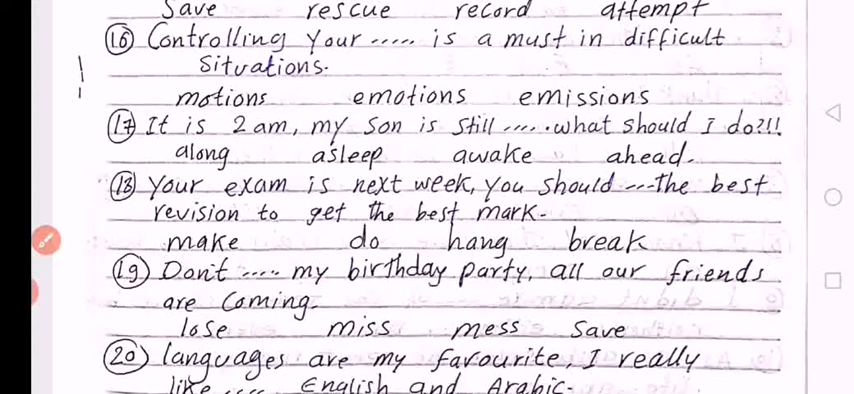 Save rescue record attempt
(16) Controlling your ..... is a must in difficult
situations.
motions emotions emissions
(17) It is 2 am, my son is still ..... what should I do?!!
along asleep awake ahead.
(18) Your exam is next week, you should ... the best
revision to get the best mark.
make do hang break
(19) Don't .... my birthday party, all our friends
are coming.
lose miss mess save
(20) languages are my favourite, I really
like .... English and Arabic.